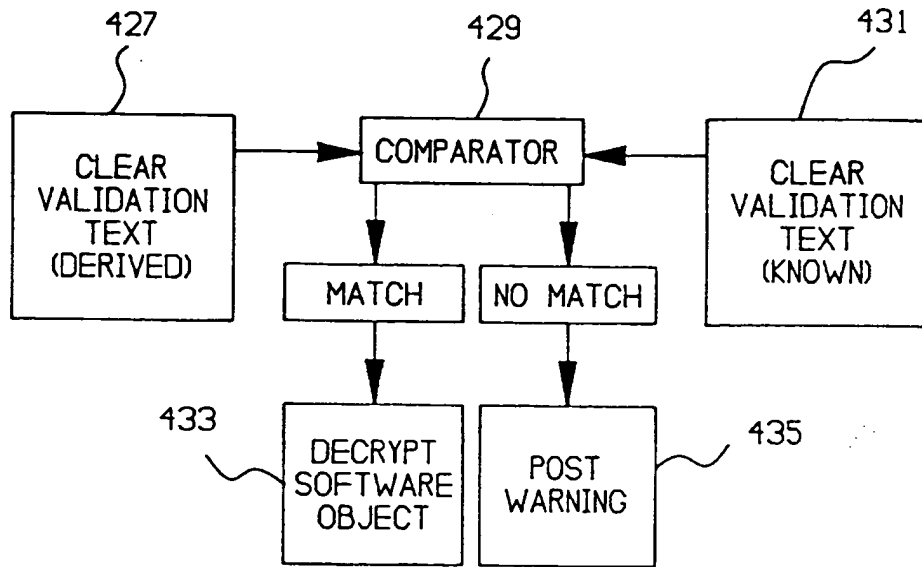 427
429
431
CLEAR
VALIDATION
TEXT
(DERIVED)
COMPARATOR
CLEAR
VALIDATION
TEXT
(KNOWN)
MATCH
NO MATCH
433
DECRYPT
SOFTWARE
OBJECT
POST
WARNING
435